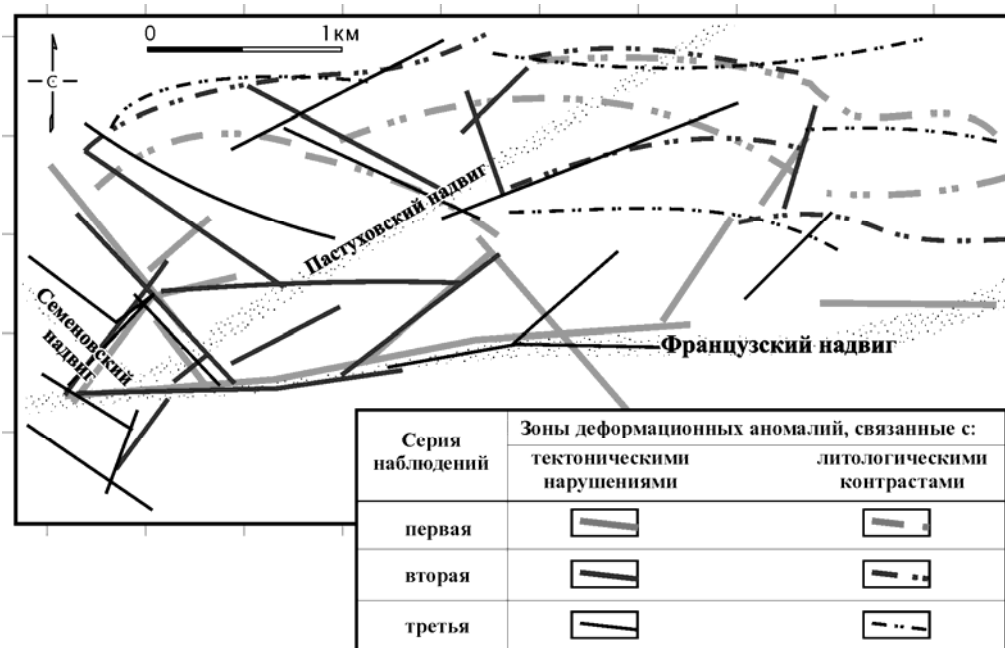 0 1 км
С
Пастуховский надвиг
Семеновский
надвиг
Французский надвиг
Серия
наблюдений
Зоны деформационных аномалий, связанные с:
тектоническими
нарушениями
литологическими
контрастами
первая
вторая
третья